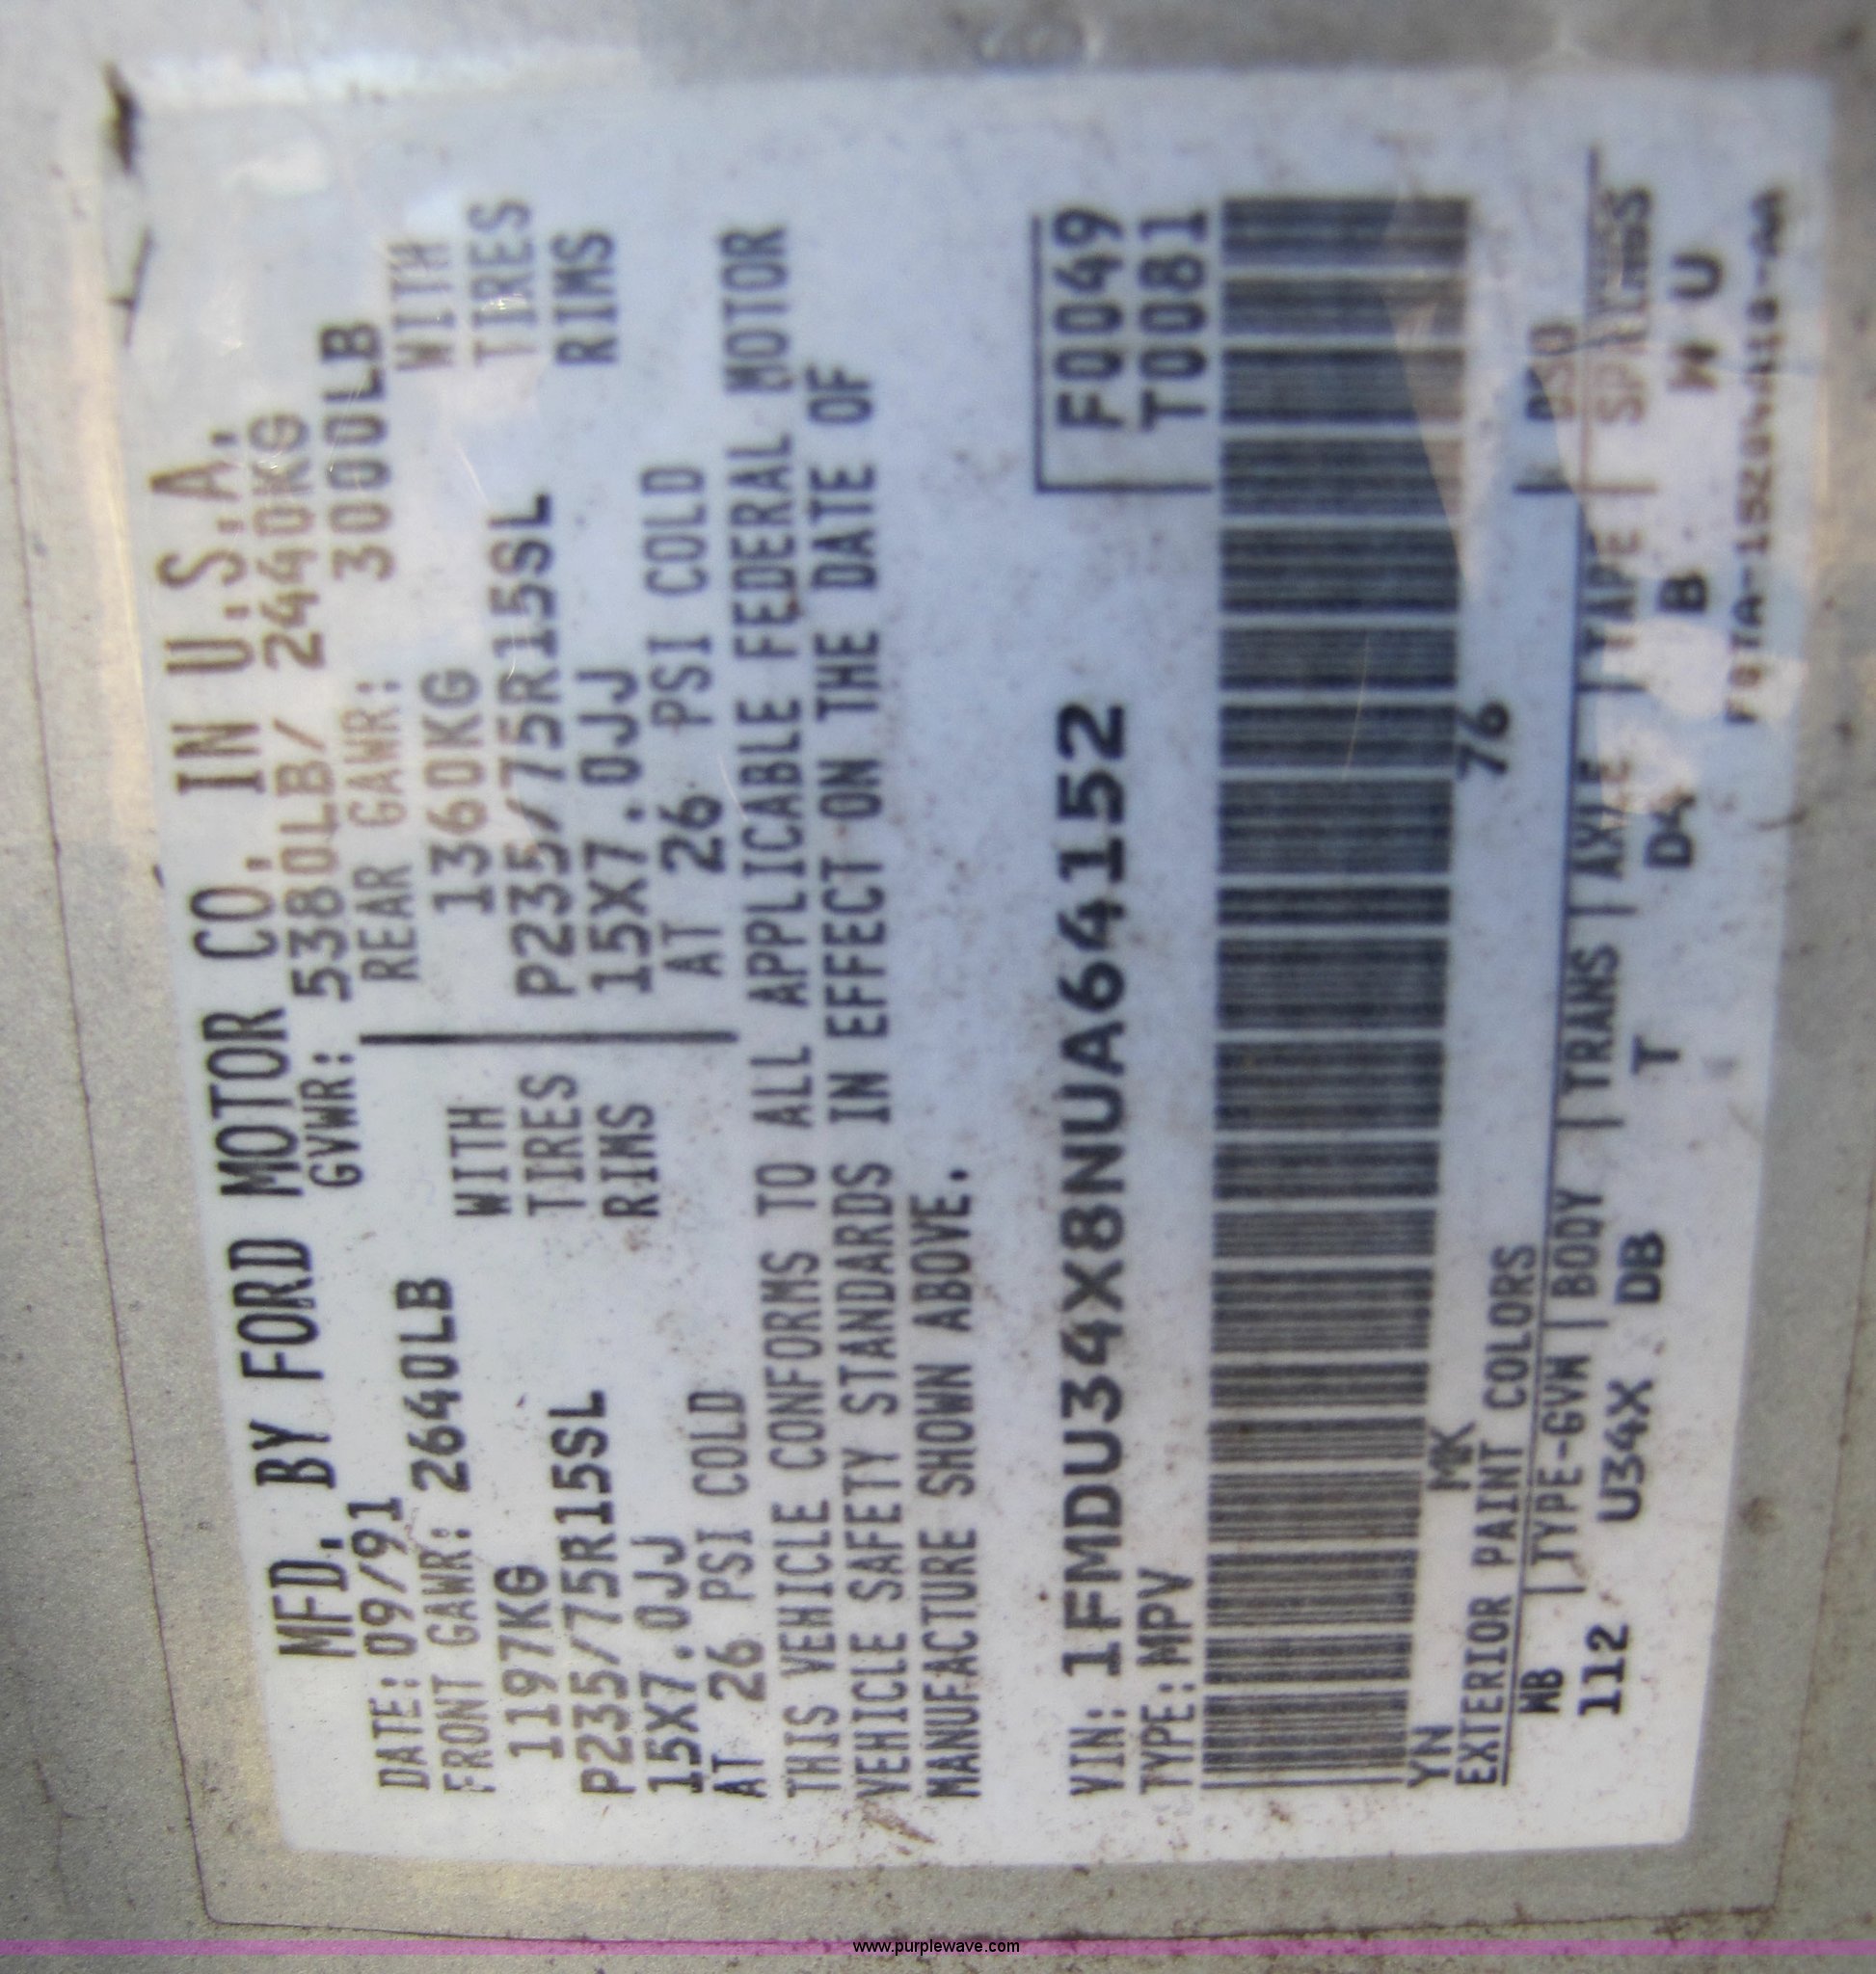 MFD. BY FORD MOTOR CO. IN U.S.A.
DATE: 09/91 GVWR: 5380LB/ 2440KG
FRONT GAWR: 2640LB REAR GAWR: 3000LB
1197KG WITH 1360KG WITH
P235/75R15SL TIRES P235/75R15SL TIRES
15X7.0JJ RIMS 15X7.0JJ RIMS
AT 26 PSI COLD AT 26 PSI COLD
THIS VEHICLE CONFORMS TO ALL APPLICABLE FEDERAL MOTOR
VEHICLE SAFETY STANDARDS IN EFFECT ON THE DATE OF
MANUFACTURE SHOWN ABOVE.
VIN: 1FMDU34X8NUA64152 F0049
TYPE: MPV T0081
YN MK 76
EXTERIOR PAINT COLORS DSO
WB | TYPE-GVW | BODY | TRANS | AXLE | TAPE | SPRINGS
112 U34X DB T D4 B W U
www.purplewave.com